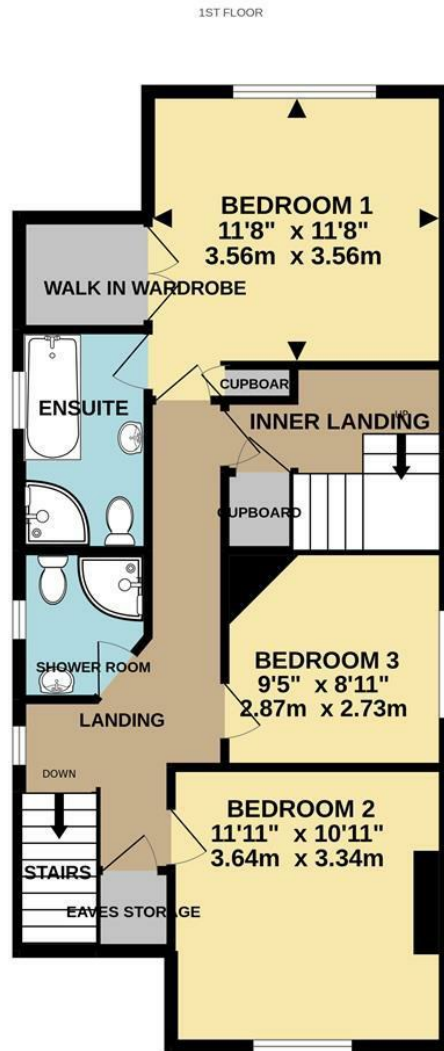 1ST FLOOR
BEDROOM 1
11'8" x 11'8"
3.56m x 3.56m
WALK IN WARDROBE
CUPBOAR
ENSUITE
UP
INNER LANDING
CUPBOARD
SHOWER ROOM
BEDROOM 3
9'5" x 8'11"
2.87m x 2.73m
LANDING
DOWN
BEDROOM 2
11'11" x 10'11"
3.64m x 3.34m
STAIRS
EAVES STORAGE